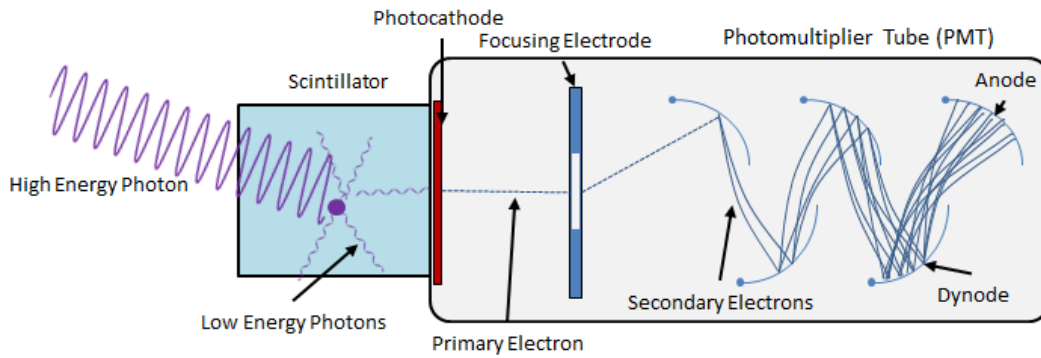 Photocathode
Focusing Electrode
Photomultiplier Tube (PMT)
Scintillator
Anode
High Energy Photon
Secondary Electrons
Dynode
Low Energy Photons
Primary Electron